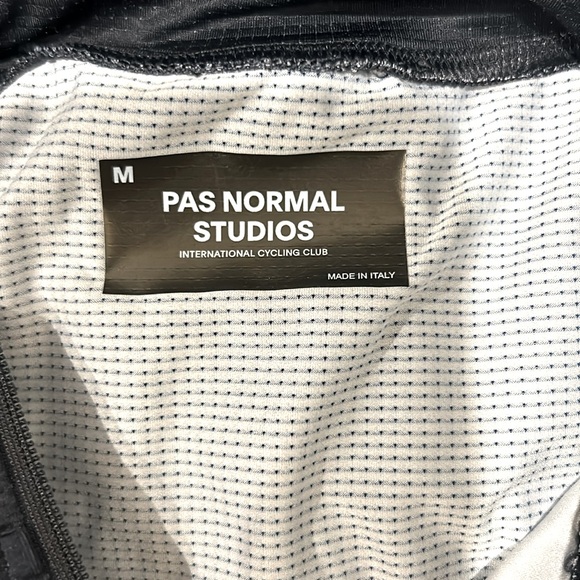 M
PAS NORMAL
STUDIOS
INTERNATIONAL CYCLING CLUB
MADE IN ITALY